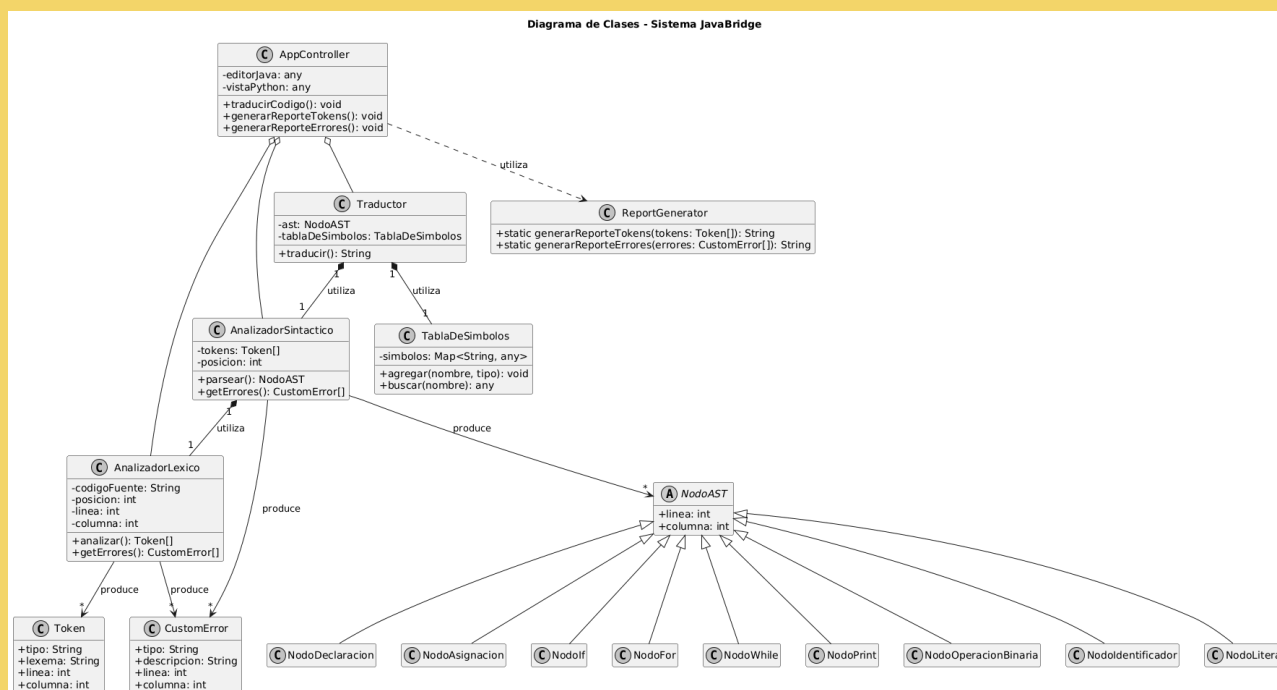 Diagrama de Clases - Sistema JavaBridge
C AppController
-editorJava: any
-vistaPython: any
+traducirCodigo(): void
+generarReporteTokens(): void
+generarReporteErrores(): void
utiliza
C Traductor
-ast: NodoAST
-tablaDeSimbolos: TablaDeSimbolos
+traducir(): String
C ReportGenerator
+static generarReporteTokens(tokens: Token[]): String
+static generarReporteErrores(errores: CustomError[]): String
1
1
utiliza
utiliza
1
1
C AnalizadorSintactico
-tokens: Token[]
-posicion: int
+parsear(): NodoAST
+getErrores(): CustomError[]
C TablaDeSimbolos
-simbolos: Map<String, any>
+agregar(nombre, tipo): void
+buscar(nombre): any
1
utiliza
1
produce
C AnalizadorLexico
-codigoFuente: String
-posicion: int
-linea: int
-columna: int
+analizar(): Token[]
+getErrores(): CustomError[]
produce
*
A NodoAST
+linea: int
+columna: int
produce
produce
*
*
*
C Token
+tipo: String
+lexema: String
+linea: int
+columna: int
C CustomError
+tipo: String
+descripcion: String
+linea: int
+columna: int
C NodoDeclaracion
C NodoAsignacion
C NodoIf
C NodoFor
C NodoWhile
C NodoPrint
C NodoOperacionBinaria
C NodoIdentificador
C NodoLitera